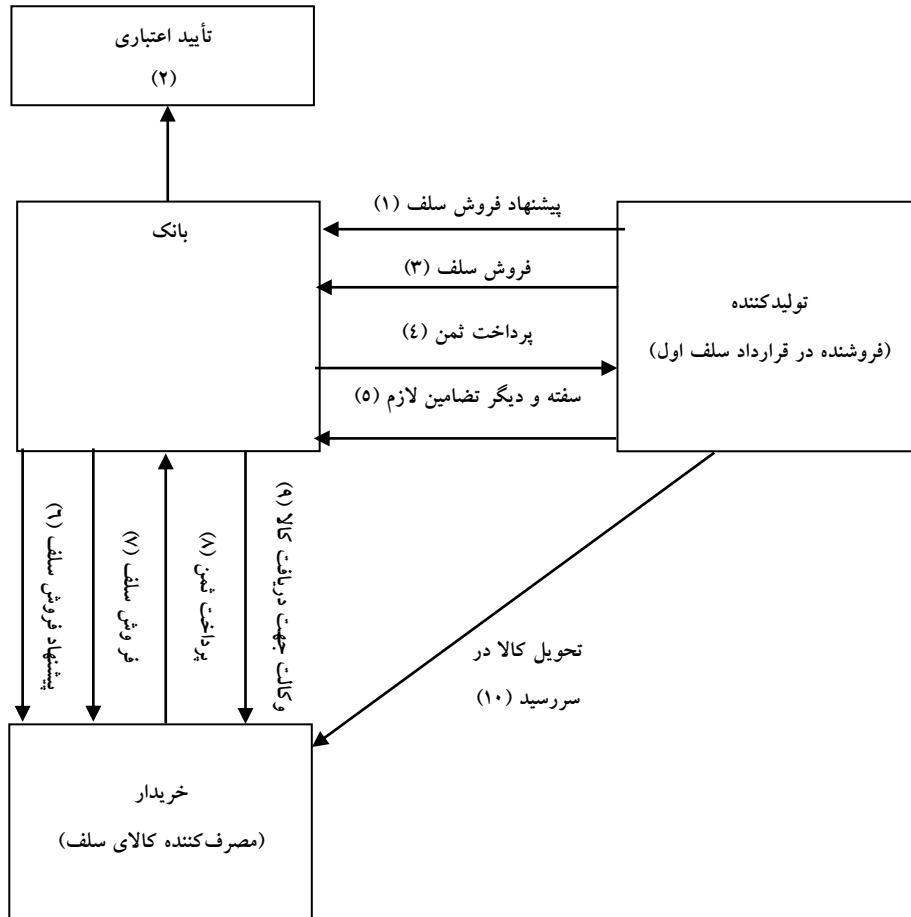 تأیید اعتباری
(۲)
بانک
پیشنهاد فروش سلف (۱)
فروش سلف (۳)
پرداخت ثمن (٤)
سفته و دیگر تضامین لازم (٥)
تولیدکننده
(فروشنده در قرارداد سلف اول)
پیشنهاد فروش سلف (٦)
فروش سلف (۷)
پرداخت ثمن (۸)
وکالت جهت دریافت کالا (۹)
تحویل کالا در
سررسید (۱۰)
خریدار
(مصرف‌کننده کالای سلف)